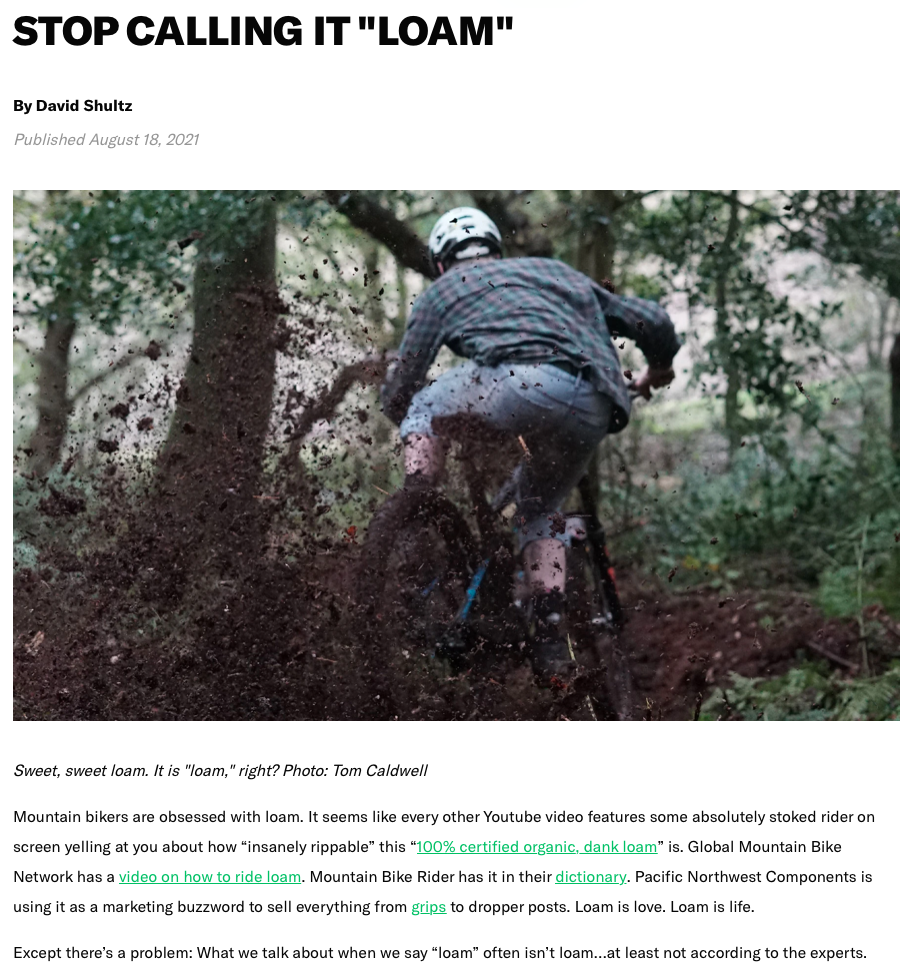 STOP CALLING IT "LOAM"
By David Shultz
Published August 18, 2021
Sweet, sweet loam. It is "loam," right? Photo: Tom Caldwell
Mountain bikers are obsessed with loam. It seems like every other Youtube video features some absolutely stoked rider on
screen yelling at you about how “insanely rippable” this “100% certified organic, dank loam” is. Global Mountain Bike
Network has a video on how to ride loam. Mountain Bike Rider has it in their dictionary. Pacific Northwest Components is
using it as a marketing buzzword to sell everything from grips to dropper posts. Loam is love. Loam is life.
Except there’s a problem: What we talk about when we say “loam” often isn’t loam…at least not according to the experts.